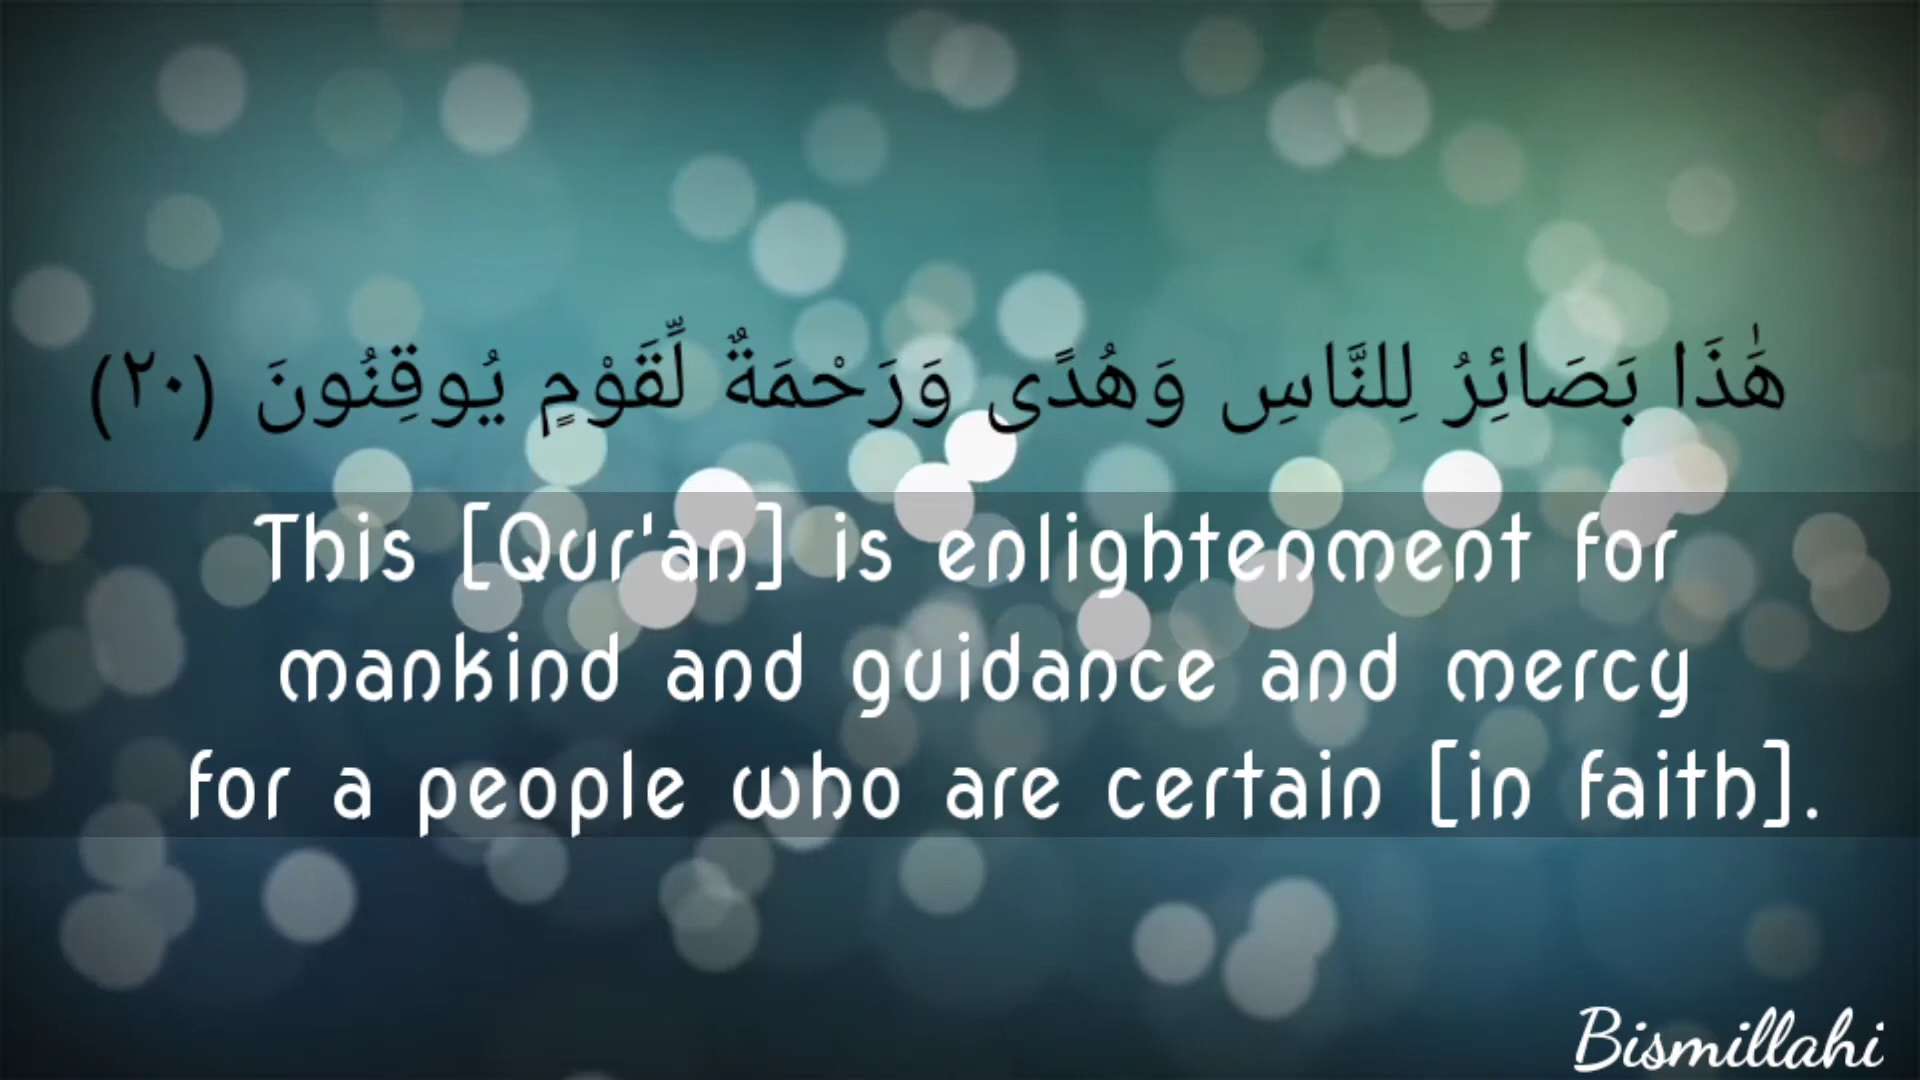 هَٰذَا بَصَائِرُ لِلنَّاسِ وَهُدًى وَرَحْمَةٌ لِّقَوْمٍ يُوقِنُونَ (٢٠)
This [Qur'an] is enlightenment for
mankind and guidance and mercy
for a people who are certain [in faith].
Bismillahi